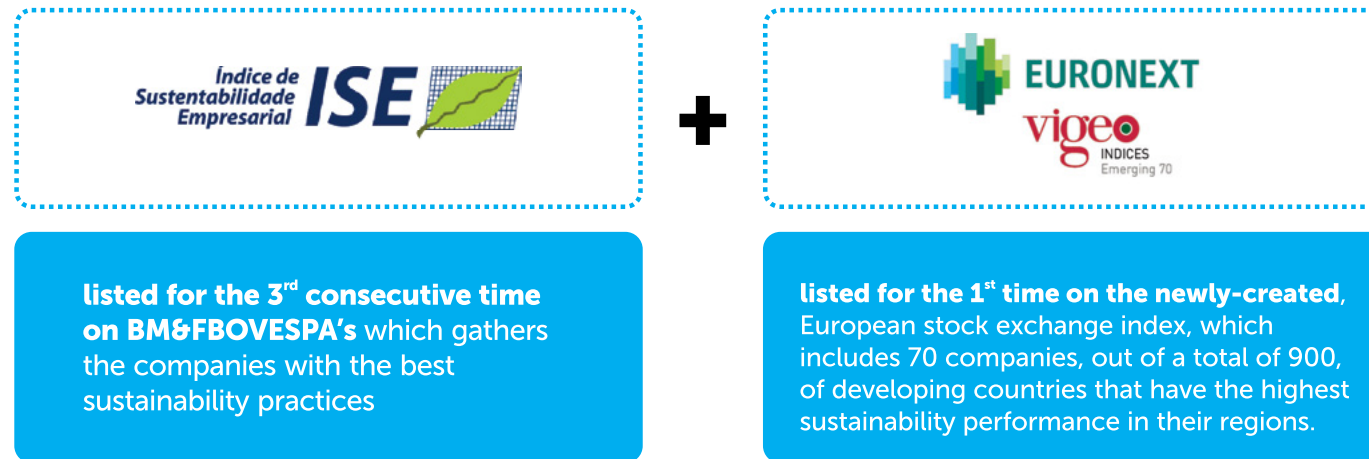 Índice de
Sustentabilidade
Empresarial
ISE
+
EURONEXT
vigeo
INDICES
Emerging 70
listed for the 3rd consecutive time
on BM&FBOVESPA's which gathers
the companies with the best
sustainability practices
listed for the 1st time on the newly-created,
European stock exchange index, which
includes 70 companies, out of a total of 900,
of developing countries that have the highest
sustainability performance in their regions.